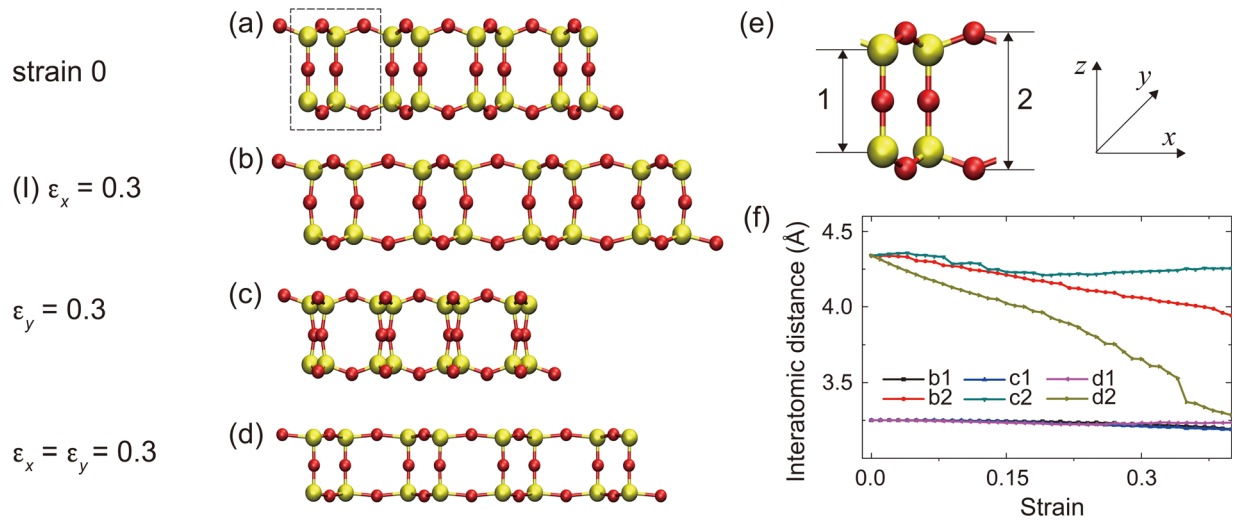 (a)
strain 0
(b)
(I) εx = 0.3
(c)
εy = 0.3
(d)
εx = εy = 0.3
(e)
1
2
z
y
x
(f)
Interatomic distance (Å)
4.5
4.0
3.5
b1 c1 d1
b2 c2 d2
0.0 0.15 0.3
Strain